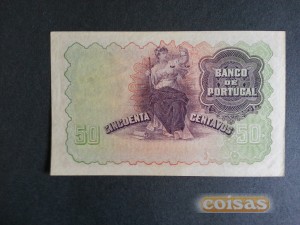 BANCO
DE
PORTUGAL
CINCOENTA CENTAVOS
50 50
coisas